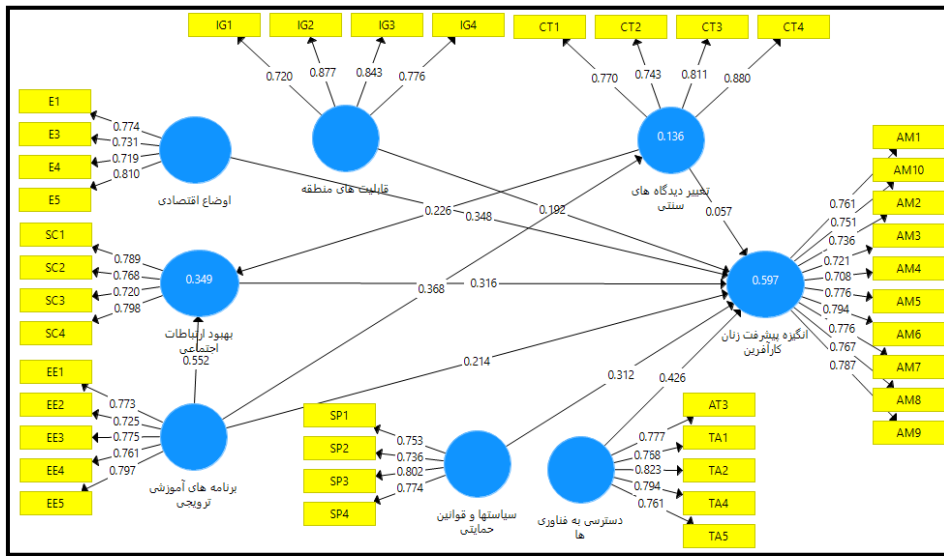 IG1
IG2
IG3
IG4
0.720
0.877
0.843
0.776
قابلیت های منطقه
CT1
CT2
CT3
CT4
0.770
0.743
0.811
0.880
0.136
تغییر دیدگاه های
سنتی
E1
E3
E4
E5
0.774
0.731
0.719
0.810
اوضاع اقتصادی
0.226
0.348
0.192
0.057
SC1
SC2
SC3
SC4
0.789
0.768
0.720
0.798
0.349
بهبود ارتباطات
اجتماعی
0.552
0.368
0.316
0.214
0.312
0.426
AM1
AM10
AM2
AM3
AM4
AM5
AM6
AM7
AM8
AM9
0.761
0.751
0.736
0.721
0.708
0.776
0.794
0.776
0.767
0.787
0.597
انگیزه پیشرفت زنان
کارآفرین
EE1
EE2
EE3
EE4
EE5
0.773
0.725
0.775
0.761
0.797
برنامه های آموزشی
ترویجی
SP1
SP2
SP3
SP4
0.753
0.736
0.802
0.774
سیاستها و قوانین
حمایتی
AT3
TA1
TA2
TA4
TA5
0.777
0.758
0.823
0.794
0.761
دسترسی به فناوری
ها